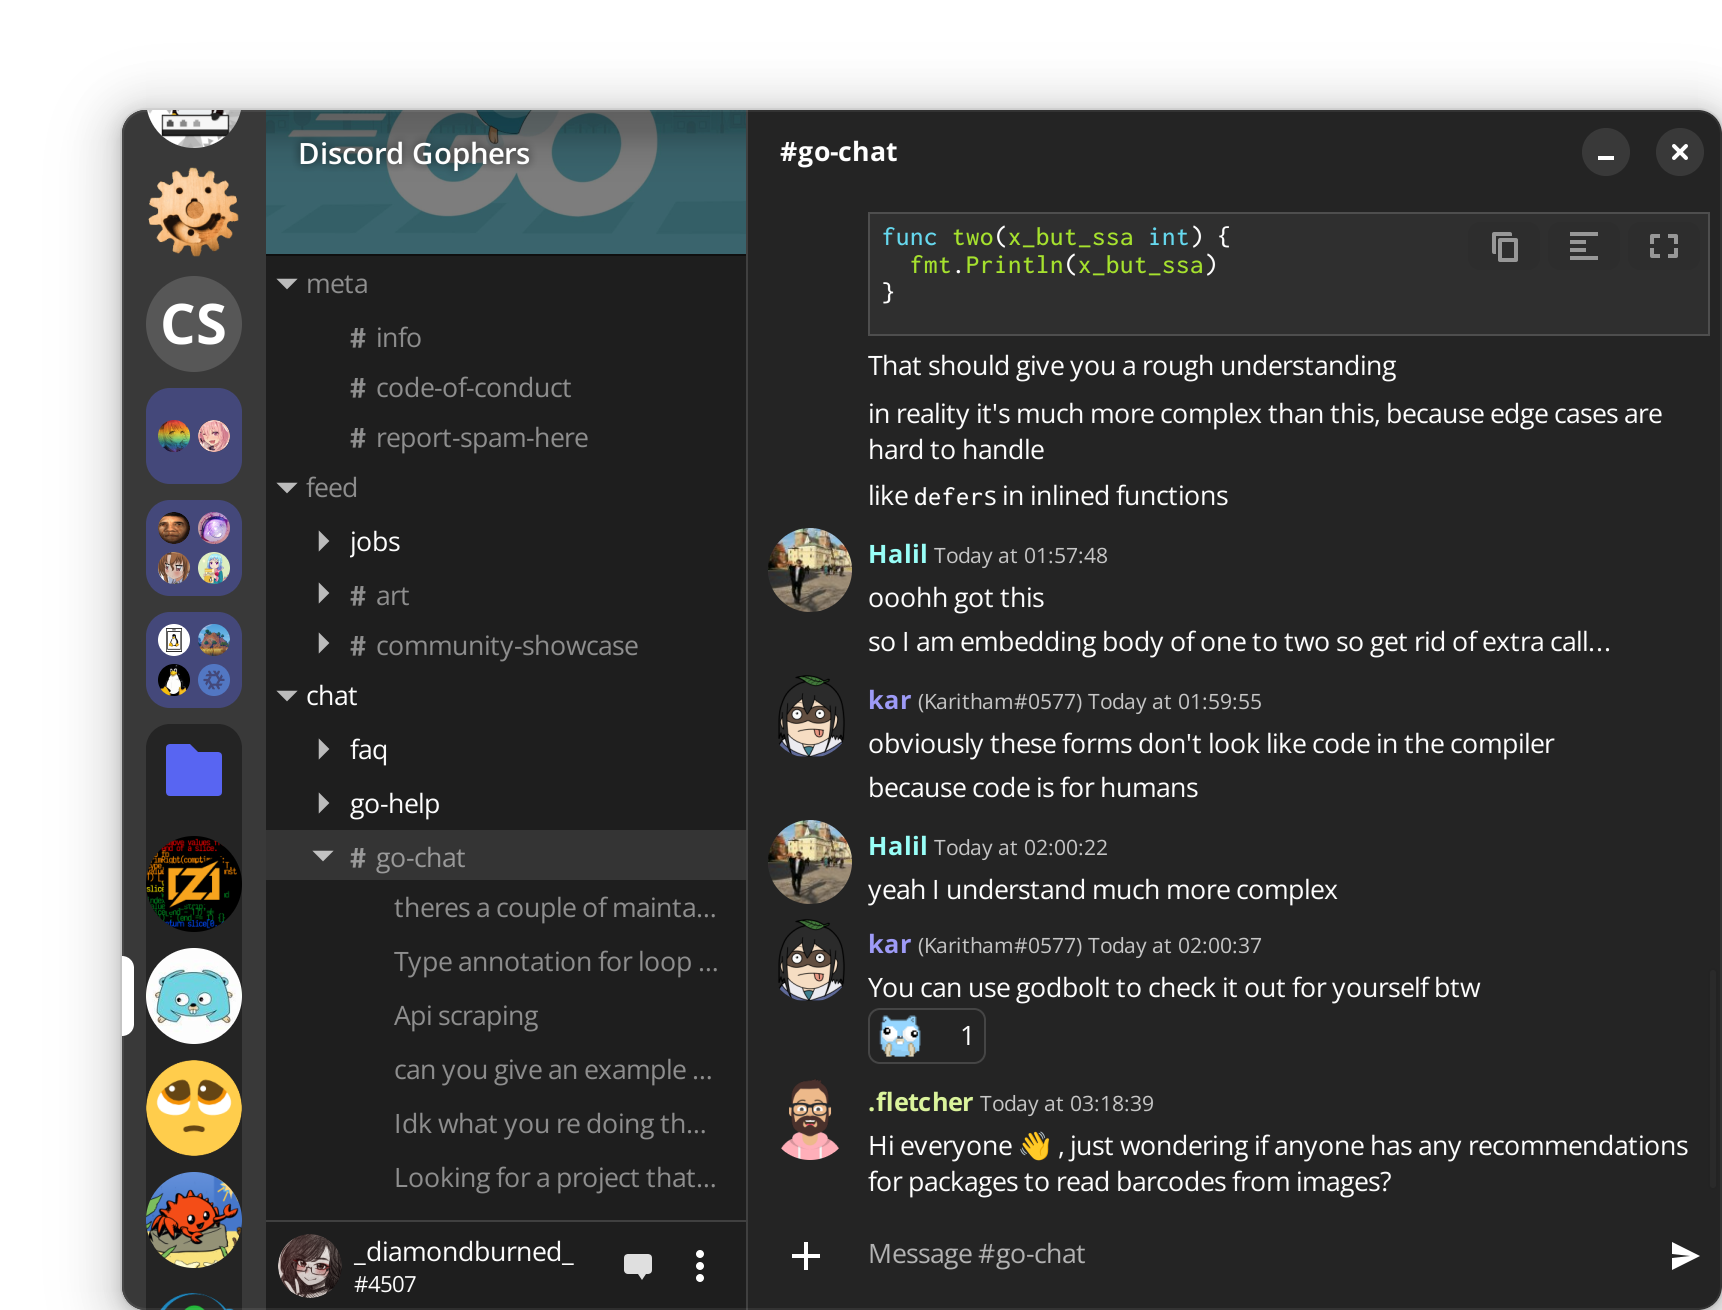 GO
Discord Gophers
CS
meta
# info
# code-of-conduct
# report-spam-here
feed
jobs
# art
# community-showcase
chat
faq
go-help
# go-chat
theres a couple of mainta...
Type annotation for loop ...
Api scraping
can you give an example ...
Idk what you re doing th...
Looking for a project that...
_diamondburned_
#4507
#go-chat
func two(x_but_ssa int) {
  fmt.Println(x_but_ssa)
}
That should give you a rough understanding
in reality it's much more complex than this, because edge cases are
hard to handle
like defers in inlined functions
Halil Today at 01:57:48
ooohh got this
so I am embedding body of one to two so get rid of extra call...
kar (Karitham#0577) Today at 01:59:55
obviously these forms don't look like code in the compiler
because code is for humans
Halil Today at 02:00:22
yeah I understand much more complex
kar (Karitham#0577) Today at 02:00:37
You can use godbolt to check it out for yourself btw
1
.fletcher Today at 03:18:39
Hi everyone 👋 , just wondering if anyone has any recommendations
for packages to read barcodes from images?
Message #go-chat